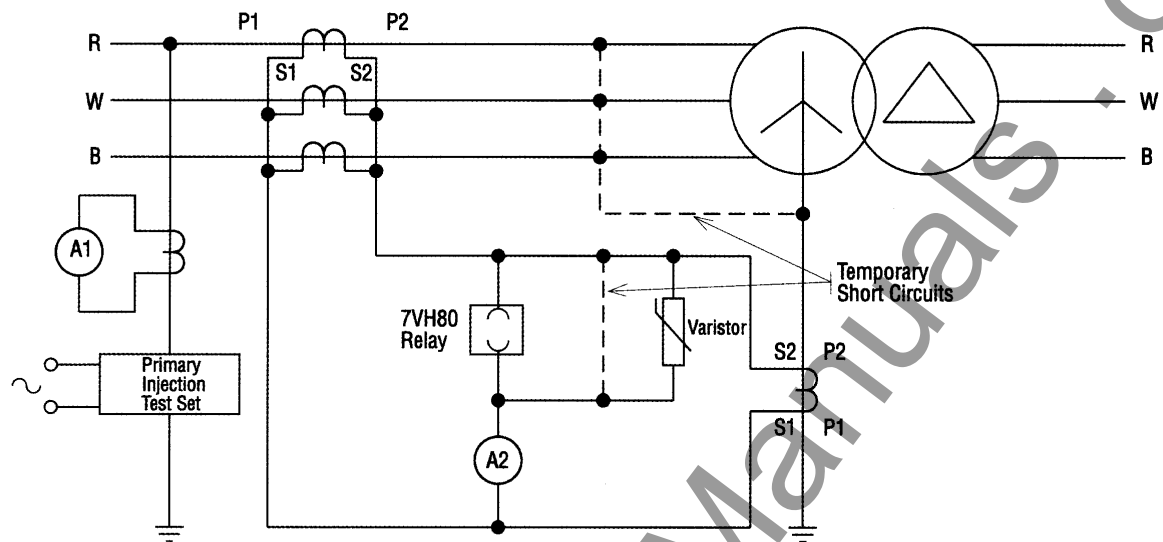 P1 P2
R R
S1 S2
W W
B B
A1
Temporary
Short Circuits
7VH80
Relay
Varistor
Primary
Injection
Test Set
S2 P2
S1 P1
A2
Manuals .